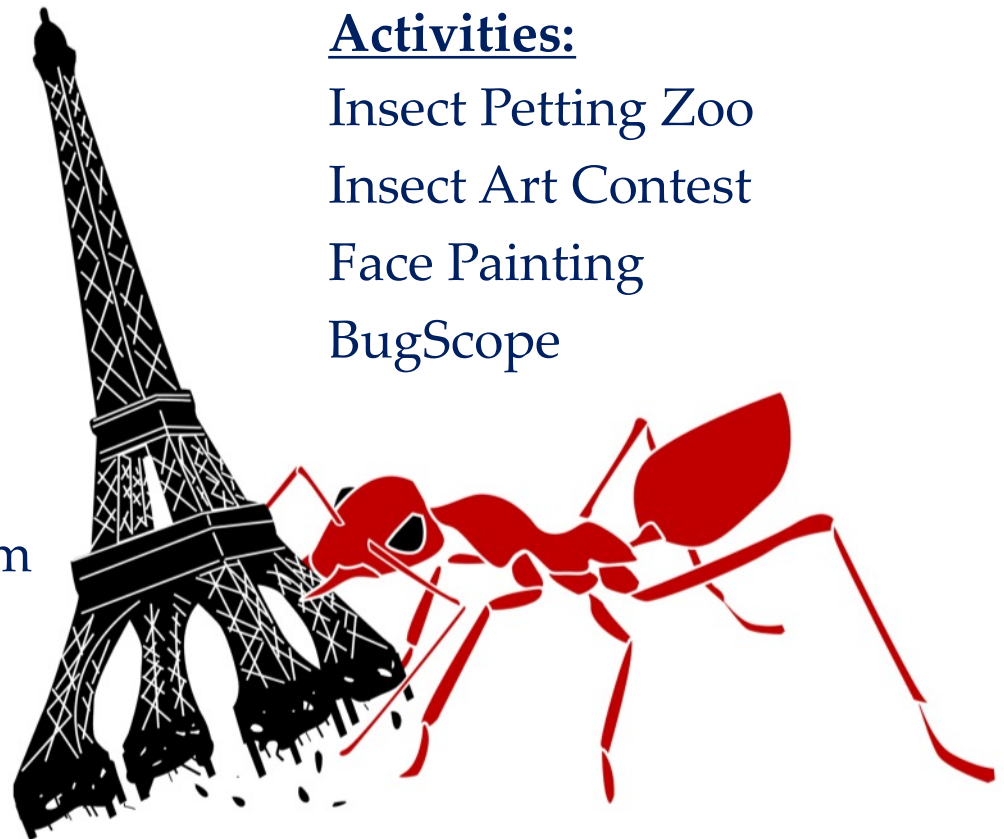 Activities:
Insect Petting Zoo
Insect Art Contest
Face Painting
BugScope
m